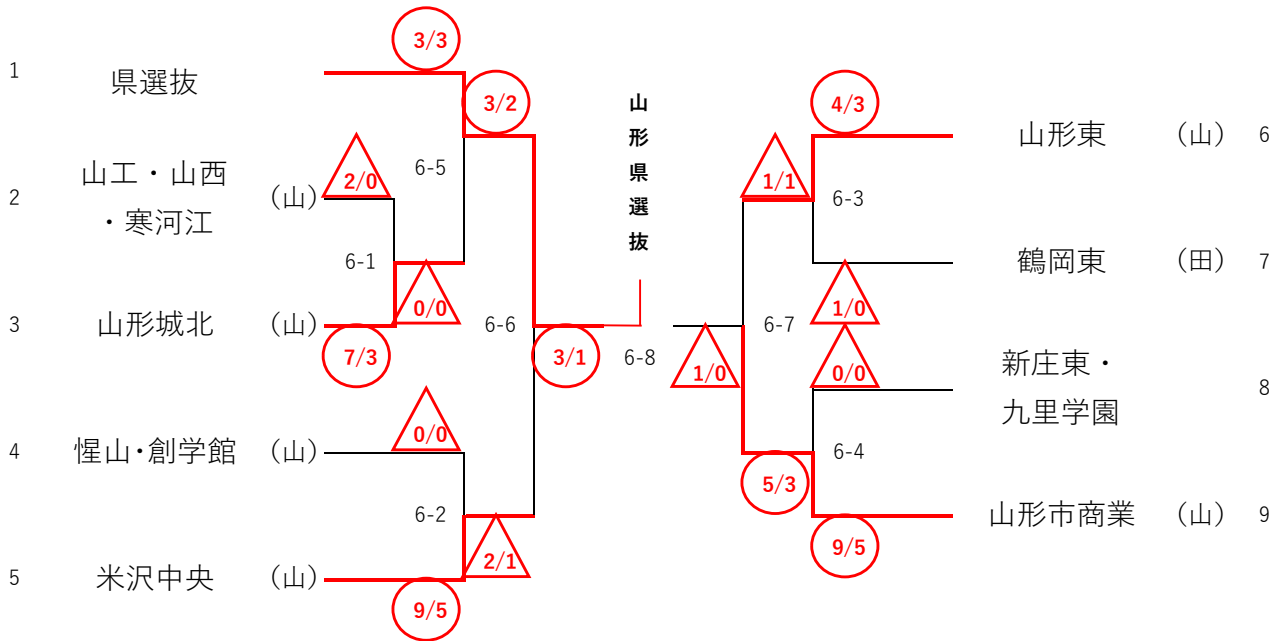 3/3
1 県選抜
3/2
山形県選抜
4/3
山形東 (山) 6
山工・山西
・寒河江
2 (山)
2/0
6-5
1/1
6-3
6-1
鶴岡東 (田) 7
3 山形城北 (山)
0/0
7/3
6-6
3/1
6-8
1/0
6-7
1/0
0/0
新庄東・
九里学園
8
4 惺山・創学館 (山)
0/0
6-4
5/3
6-2
山形市商業 (山) 9
2/1
9/5
5 米沢中央 (山)
9/5